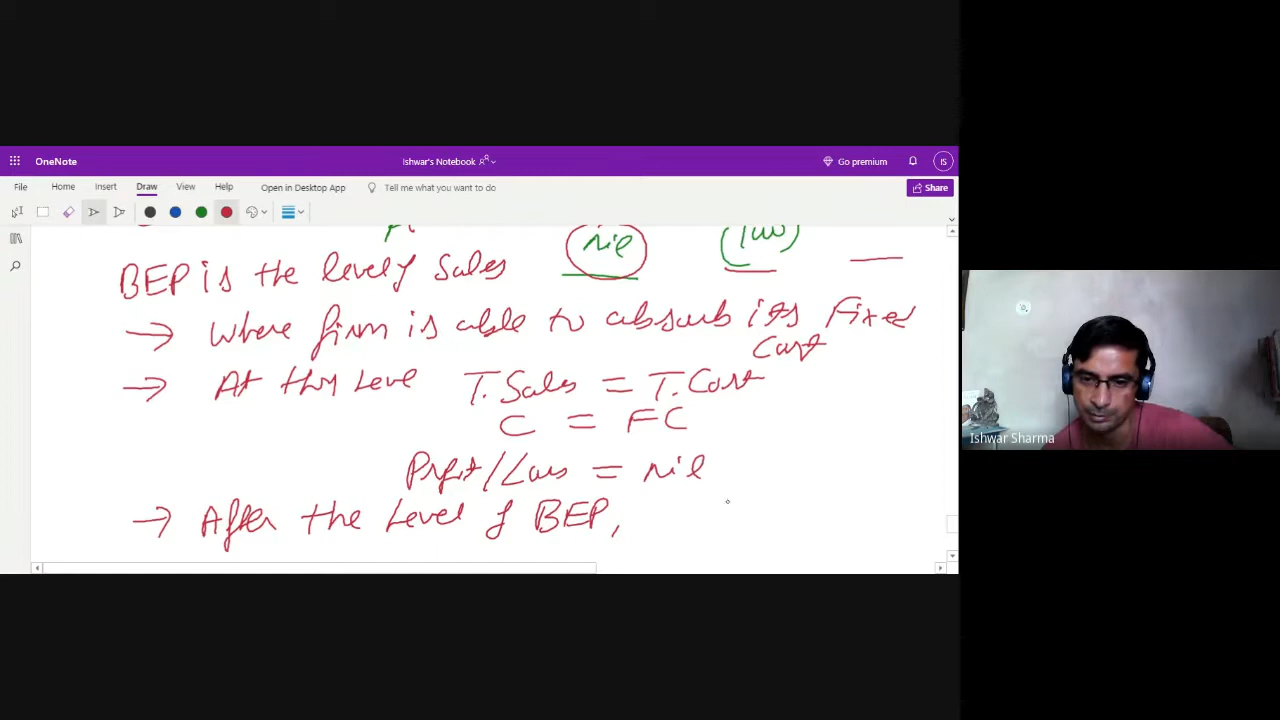 OneNote
Ishwar's Notebook
Go premium
IS
File Home Insert Draw View Help Open in Desktop App Tell me what you want to do
Share
nil
BEP is the level of Sales
→ Where firm is able to absorb its Fixed
Cost
→ At this Level T. Sales = T. Cost
C = FC
Profit/Loss = nil
→ After the Level of BEP,
Ishwar Sharma